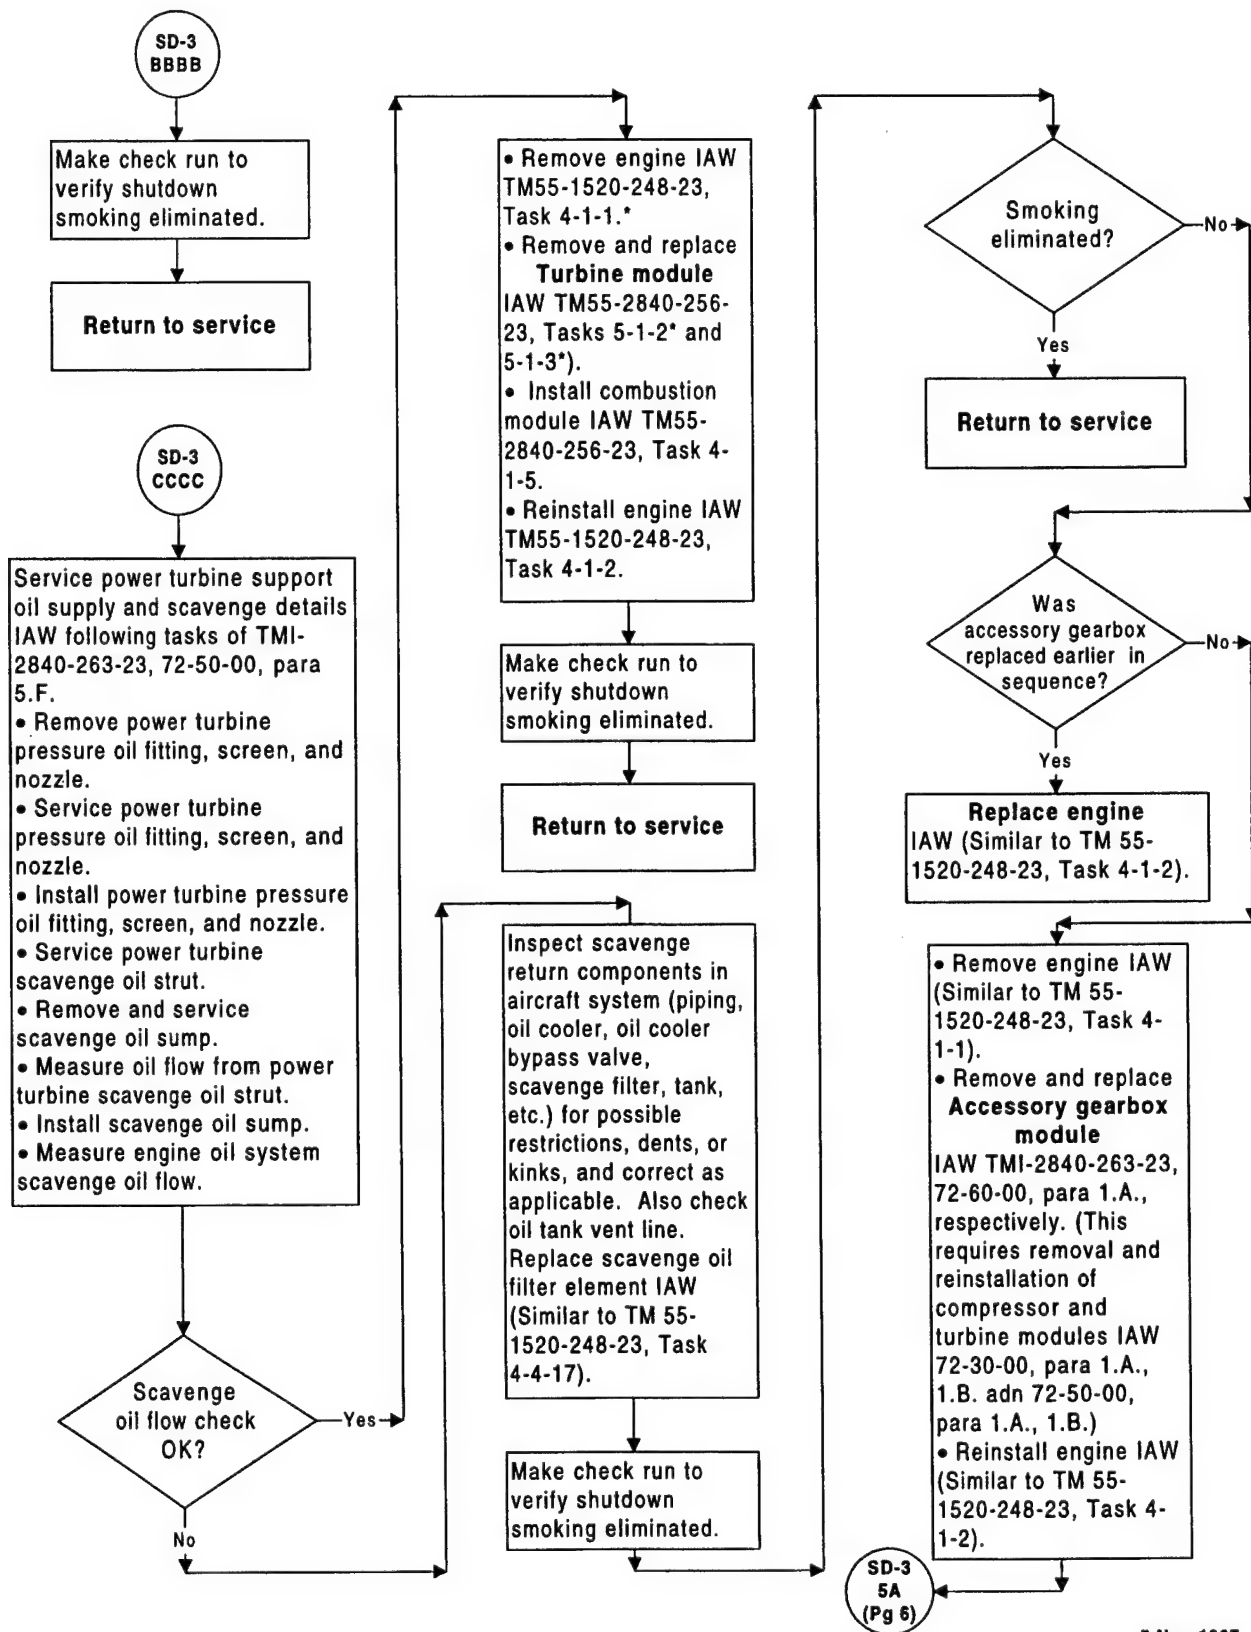 SD-3
BBBB
Make check run to
verify shutdown
smoking eliminated.
Return to service
SD-3
CCCC
Service power turbine support
oil supply and scavenge details
IAW following tasks of TMI-
2840-263-23, 72-50-00, para
5.F.
• Remove power turbine
pressure oil fitting, screen, and
nozzle.
• Service power turbine
pressure oil fitting, screen, and
nozzle.
• Install power turbine pressure
oil fitting, screen, and nozzle.
• Service power turbine
scavenge oil strut.
• Remove and service
scavenge oil sump.
• Measure oil flow from power
turbine scavenge oil strut.
• Install scavenge oil sump.
• Measure engine oil system
scavenge oil flow.
Scavenge
oil flow check
OK?
Yes
No
• Remove engine IAW
TM55-1520-248-23,
Task 4-1-1.*
• Remove and replace
Turbine module
IAW TM55-2840-256-
23, Tasks 5-1-2* and
5-1-3*).
• Install combustion
module IAW TM55-
2840-256-23, Task 4-
1-5.
• Reinstall engine IAW
TM55-1520-248-23,
Task 4-1-2.
Make check run to
verify shutdown
smoking eliminated.
Return to service
Inspect scavenge
return components in
aircraft system (piping,
oil cooler, oil cooler
bypass valve,
scavenge filter, tank,
etc.) for possible
restrictions, dents, or
kinks, and correct as
applicable. Also check
oil tank vent line.
Replace scavenge oil
filter element IAW
(Similar to TM 55-
1520-248-23, Task
4-4-17).
Make check run to
verify shutdown
smoking eliminated.
Smoking
eliminated?
No
Yes
Return to service
Was
accessory gearbox
replaced earlier in
sequence?
No
Yes
Replace engine
IAW (Similar to TM 55-
1520-248-23, Task 4-1-2).
• Remove engine IAW
(Similar to TM 55-
1520-248-23, Task 4-
1-1).
• Remove and replace
Accessory gearbox
module
IAW TMI-2840-263-23,
72-60-00, para 1.A.,
respectively. (This
requires removal and
reinstallation of
compressor and
turbine modules IAW
72-30-00, para 1.A.,
1.B. adn 72-50-00,
para 1.A., 1.B.)
• Reinstall engine IAW
(Similar to TM 55-
1520-248-23, Task 4-
1-2).
SD-3
5A
(Pg 6)